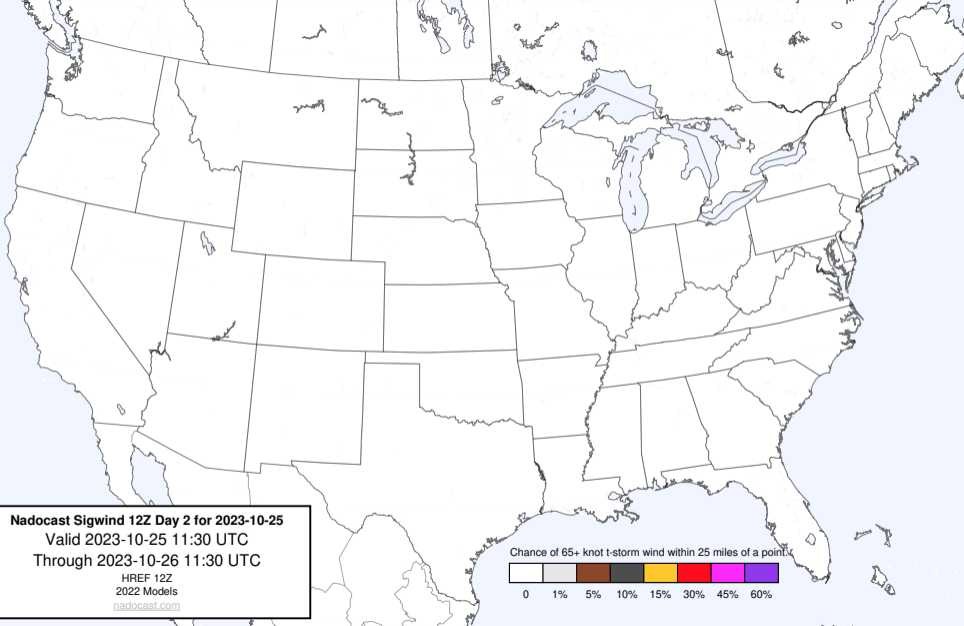 Nadocast Sigwind 12Z Day 2 for 2023-10-25
Valid 2023-10-25 11:30 UTC
Through 2023-10-26 11:30 UTC
HREF 12Z
2022 Models
nadocast.com
Chance of 65+ knot t-storm wind within 25 miles of a point.
0 1% 5% 10% 15% 30% 45% 60%